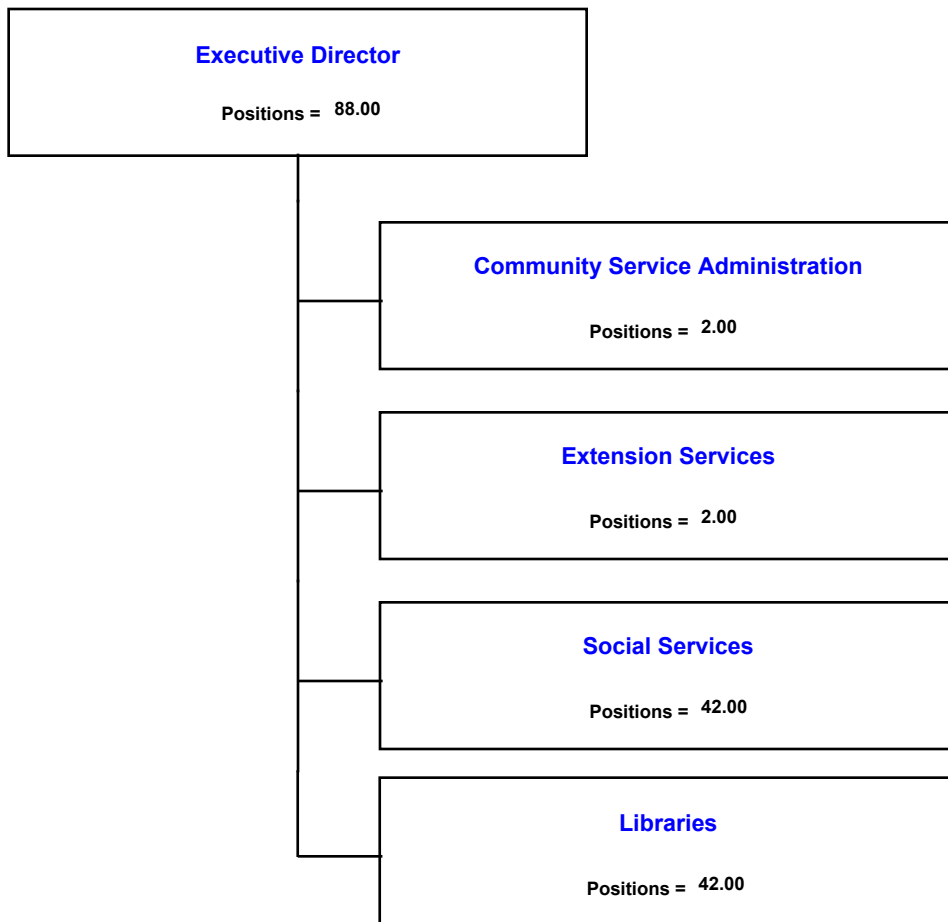 Executive Director
Positions = 88.00
Community Service Administration
Positions = 2.00
Extension Services
Positions = 2.00
Social Services
Positions = 42.00
Libraries
Positions = 42.00